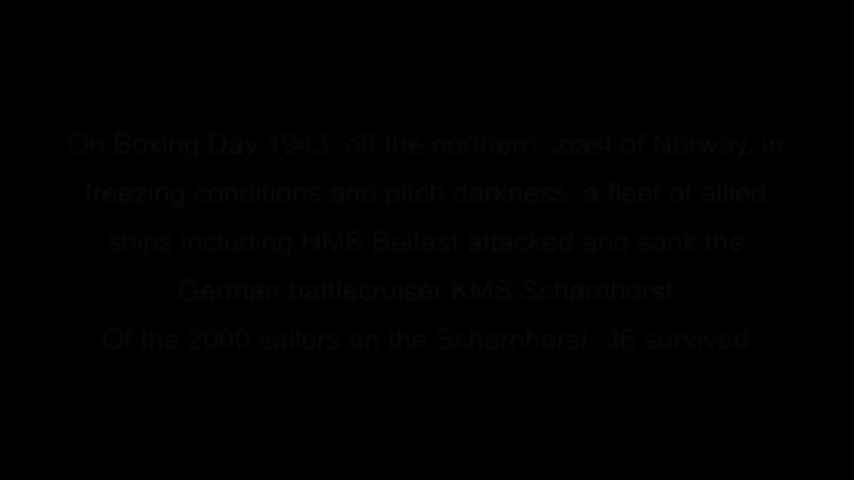 On Boxing Day 1943, off the northern coast of Norway, in
freezing conditions and pitch darkness, a fleet of allied
ships including HMS Belfast attacked and sank the
German battlecruiser KMS Scharnhorst.
Of the 2000 sailors on the Scharnhorst, 36 survived.